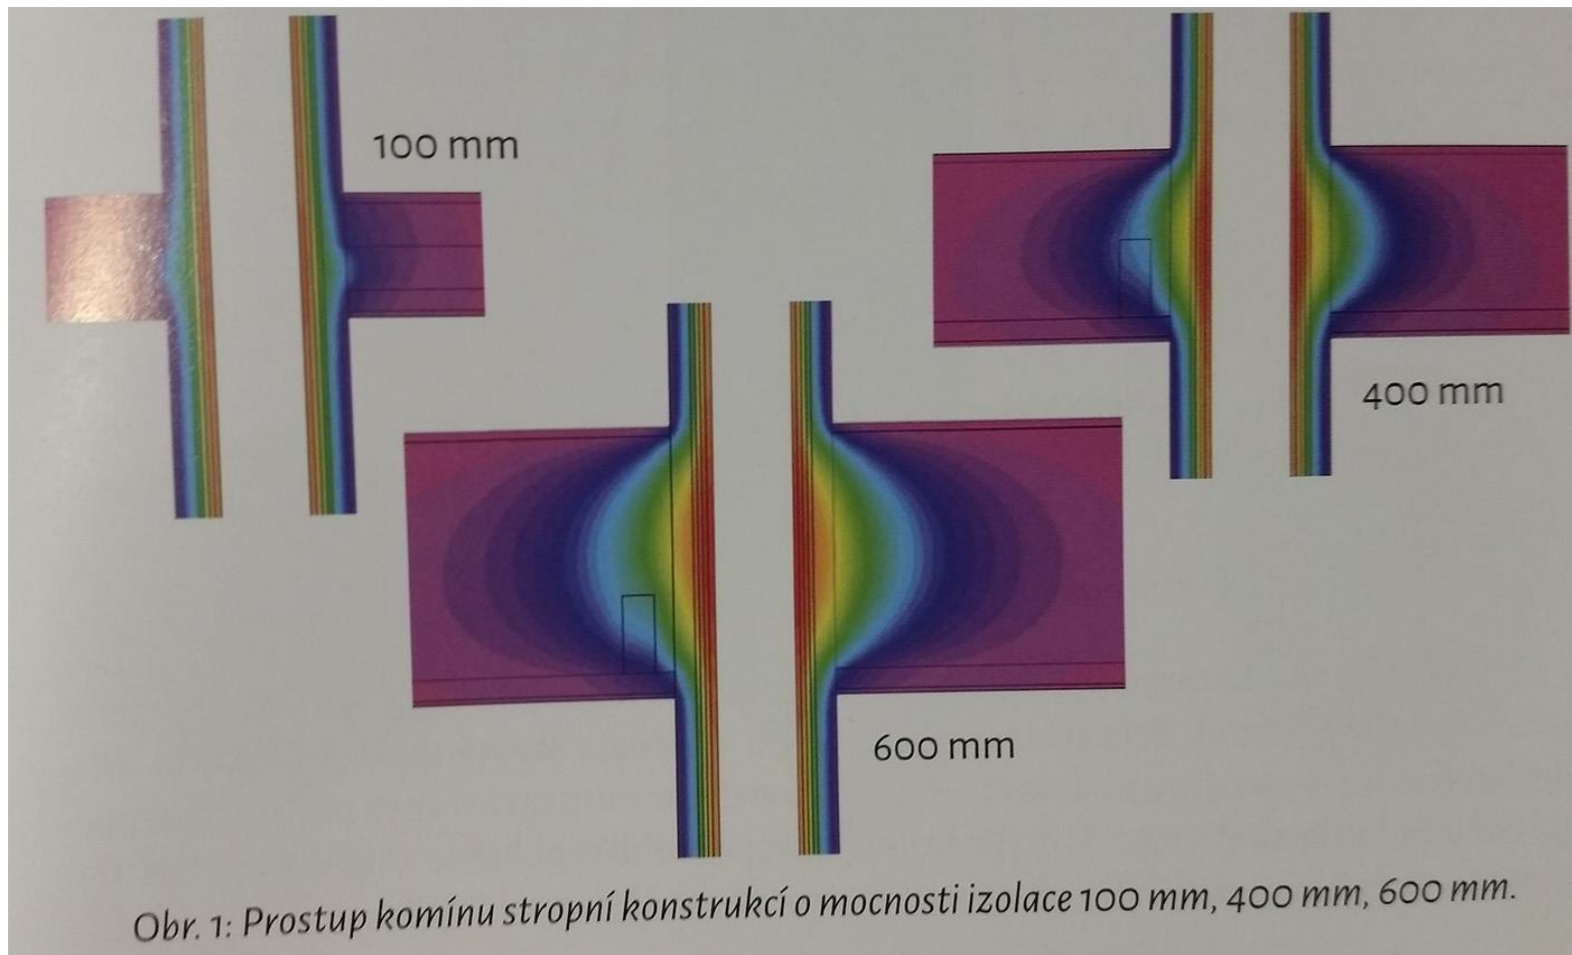 100 mm
400 mm
600 mm
Obr. 1: Prostup komínu stropní konstrukcí o mocnosti izolace 100 mm, 400 mm, 600 mm.